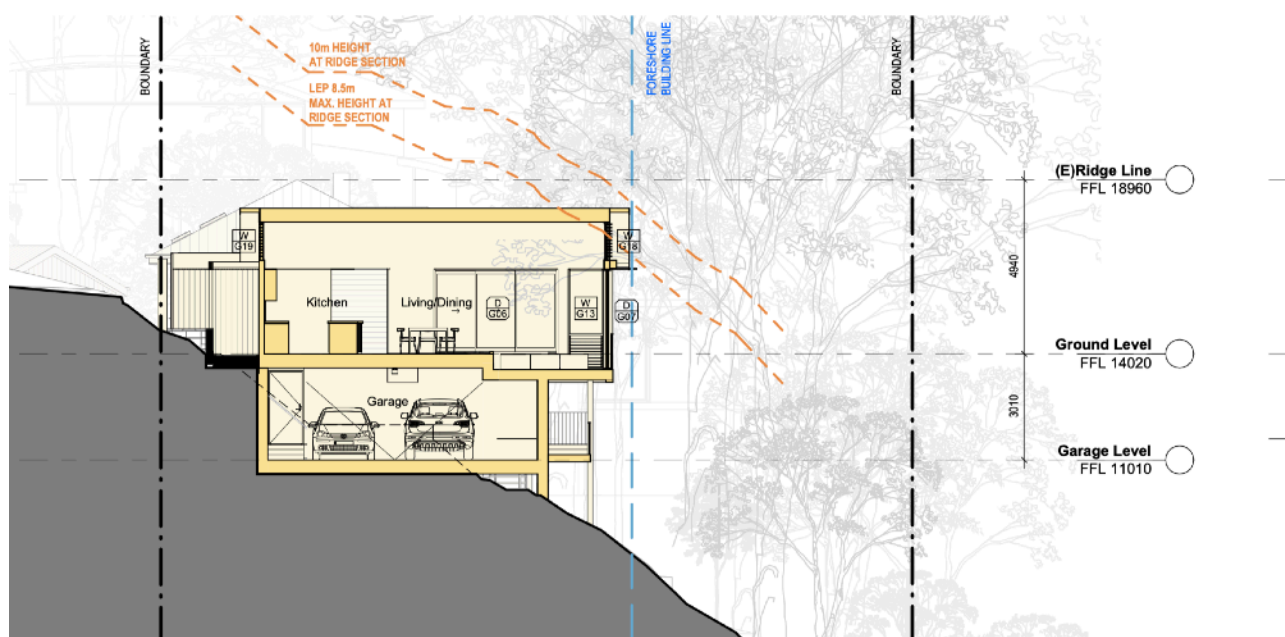 BOUNDARY
10m HEIGHT
AT RIDGE SECTION
LEP 8.5m
MAX. HEIGHT AT
RIDGE SECTION
FORESHORE
BUILDING LINE
BOUNDARY
(E)Ridge Line
FFL 18960
W
G19
W
G18
4940
Kitchen
Living/Dining
D
G06
W
G13
D
G07
Ground Level
FFL 14020
Garage
3010
Garage Level
FFL 11010